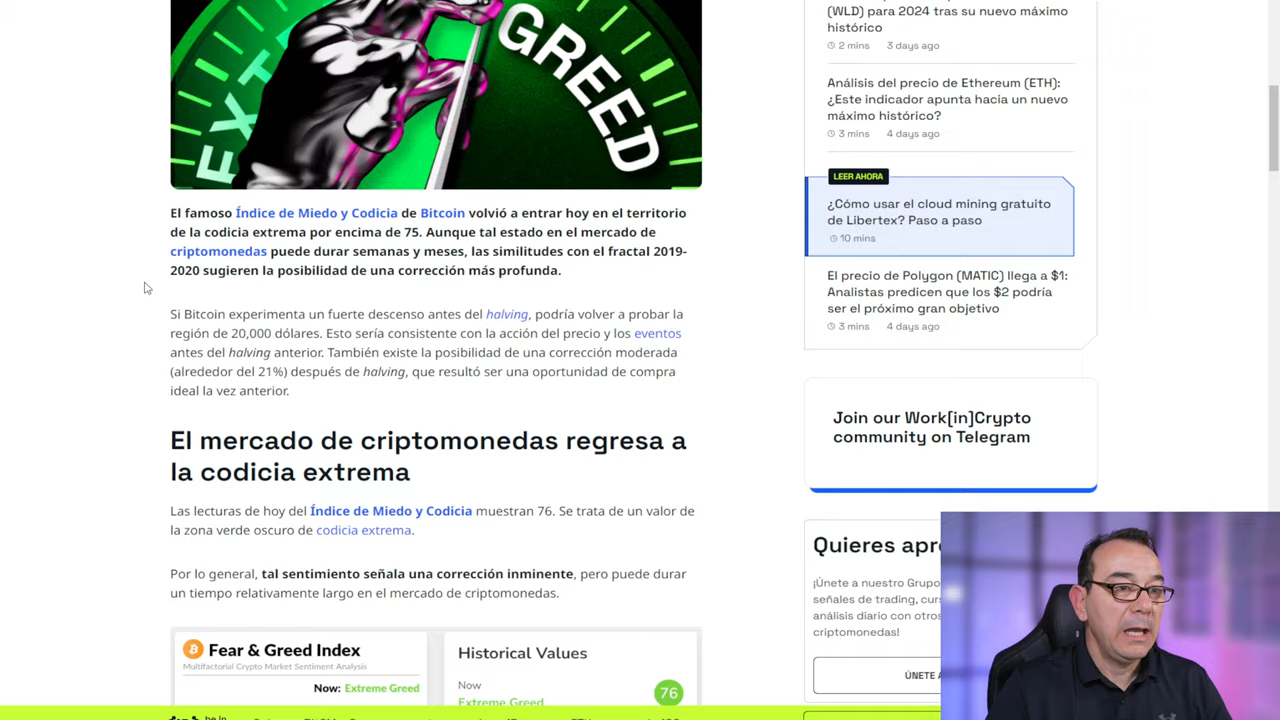 EXT
GREED
El famoso Índice de Miedo y Codicia de Bitcoin volvió a entrar hoy en el territorio
de la codicia extrema por encima de 75. Aunque tal estado en el mercado de
criptomonedas puede durar semanas y meses, las similitudes con el fractal 2019-
2020 sugieren la posibilidad de una corrección más profunda.
Si Bitcoin experimenta un fuerte descenso antes del halving, podría volver a probar la
región de 20,000 dólares. Esto sería consistente con la acción del precio y los eventos
antes del halving anterior. También existe la posibilidad de una corrección moderada
(alrededor del 21%) después de halving, que resultó ser una oportunidad de compra
ideal la vez anterior.
El mercado de criptomonedas regresa a
la codicia extrema
Las lecturas de hoy del Índice de Miedo y Codicia muestran 76. Se trata de un valor de
la zona verde oscuro de codicia extrema.
Por lo general, tal sentimiento señala una corrección inminente, pero puede durar
un tiempo relativamente largo en el mercado de criptomonedas.
Fear & Greed Index
Multifactorial Crypto Market Sentiment Analysis
Now: Extreme Greed
Historical Values
Now
Extreme Greed
76
(WLD) para 2024 tras su nuevo máximo
histórico
2 mins 3 days ago
Análisis del precio de Ethereum (ETH):
¿Este indicador apunta hacia un nuevo
máximo histórico?
3 mins 4 days ago
LEER AHORA
¿Cómo usar el cloud mining gratuito
de Libertex? Paso a paso
10 mins
El precio de Polygon (MATIC) llega a $1:
Analistas predicen que los $2 podría
ser el próximo gran objetivo
3 mins 4 days ago
Join our Work[in]Crypto
community on Telegram
Quieres apr
¡Únete a nuestro Grupo
señales de trading, cur
análisis diario con otros
criptomonedas!
ÚNETE A